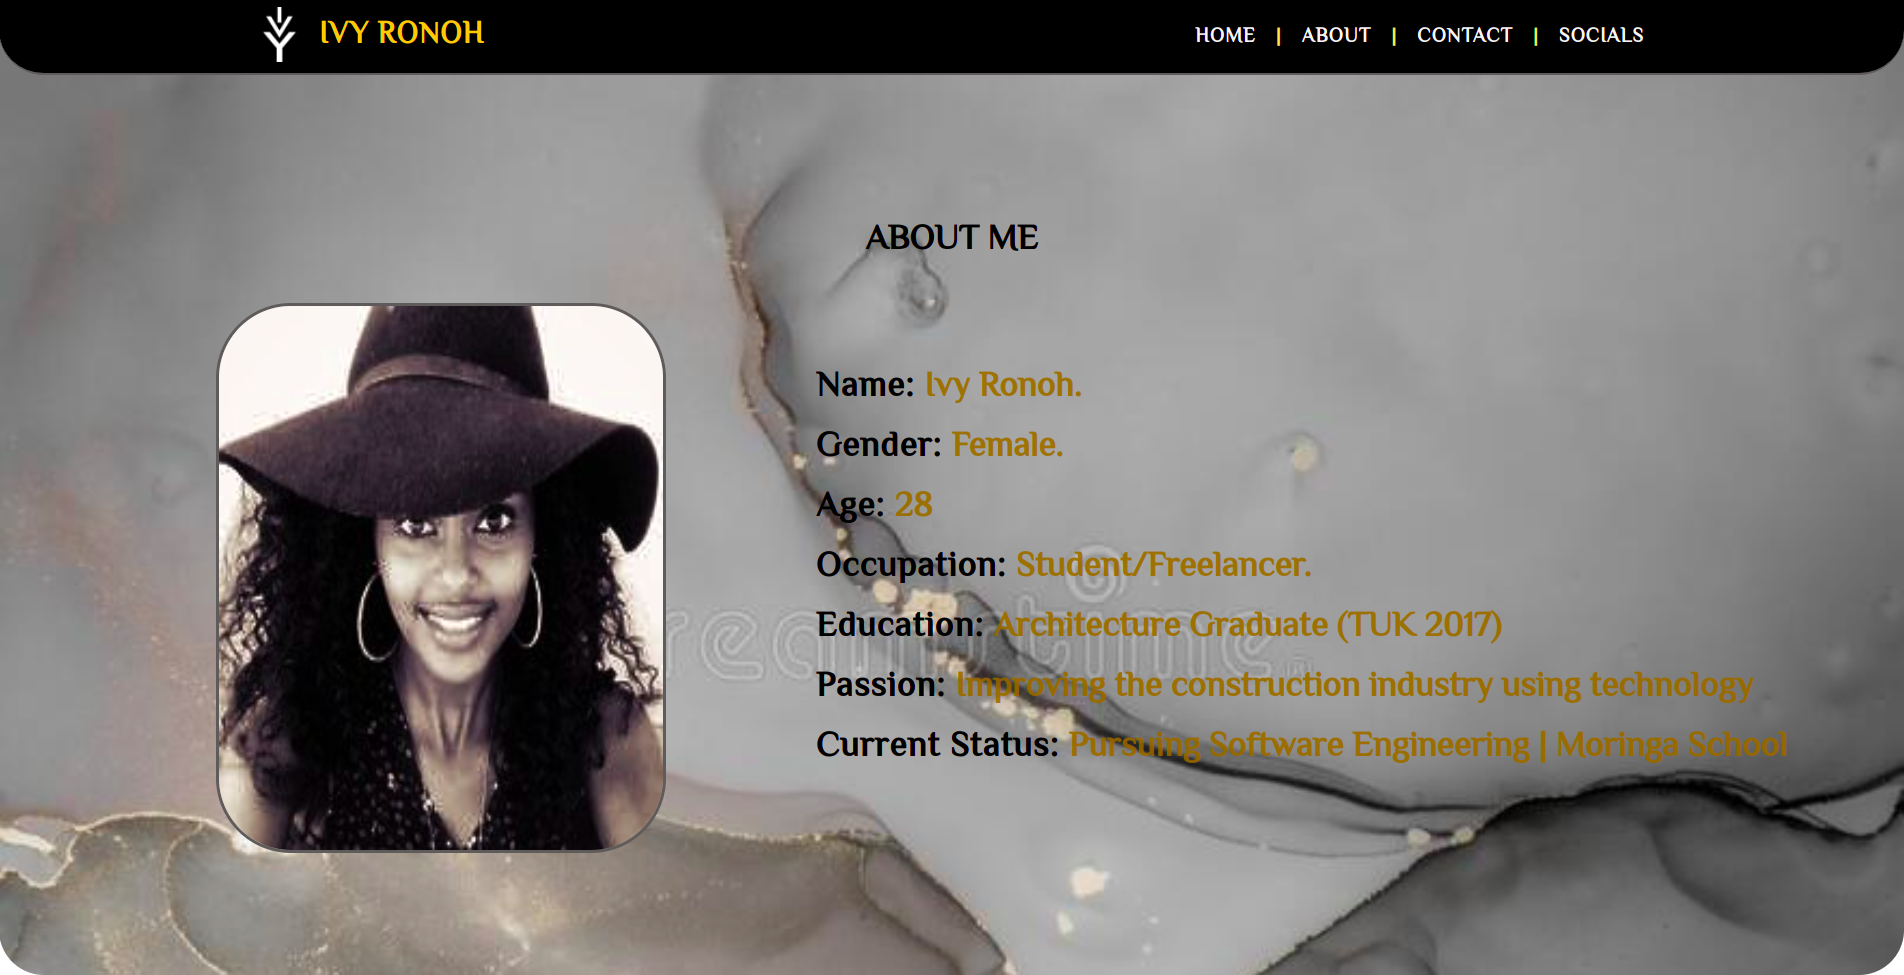 IVY RONOH
HOME | ABOUT | CONTACT | SOCIALS
ABOUT ME
Name: Ivy Ronoh.
Gender: Female.
Age: 28
Occupation: Student/Freelancer.
Education: Architecture Graduate (TUK 2017)
dreamstime
Passion: Improving the construction industry using technology
Current Status: Pursuing Software Engineering | Moringa School